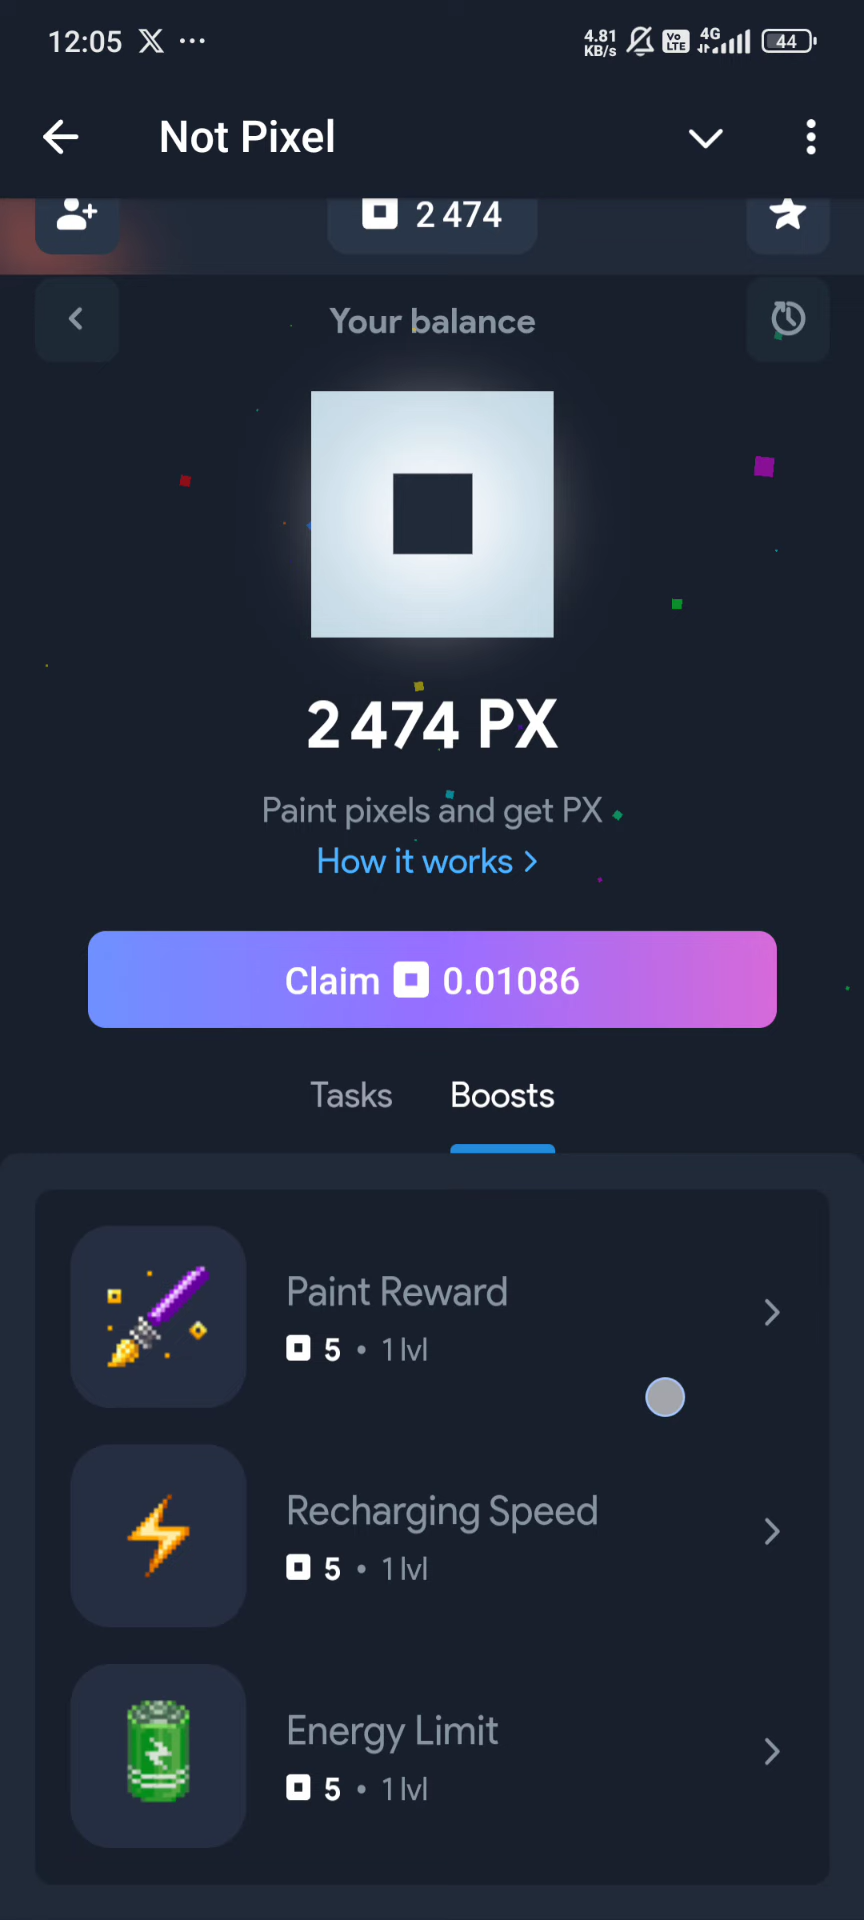 12:05 X ...
4.81 KB/s Vo LTE 4G 44
Not Pixel
2 474
Your balance
2 474 PX
Paint pixels and get PX
How it works >
Claim 0.01086
Tasks Boosts
Paint Reward
5 • 1 lvl
Recharging Speed
5 • 1 lvl
Energy Limit
5 • 1 lvl